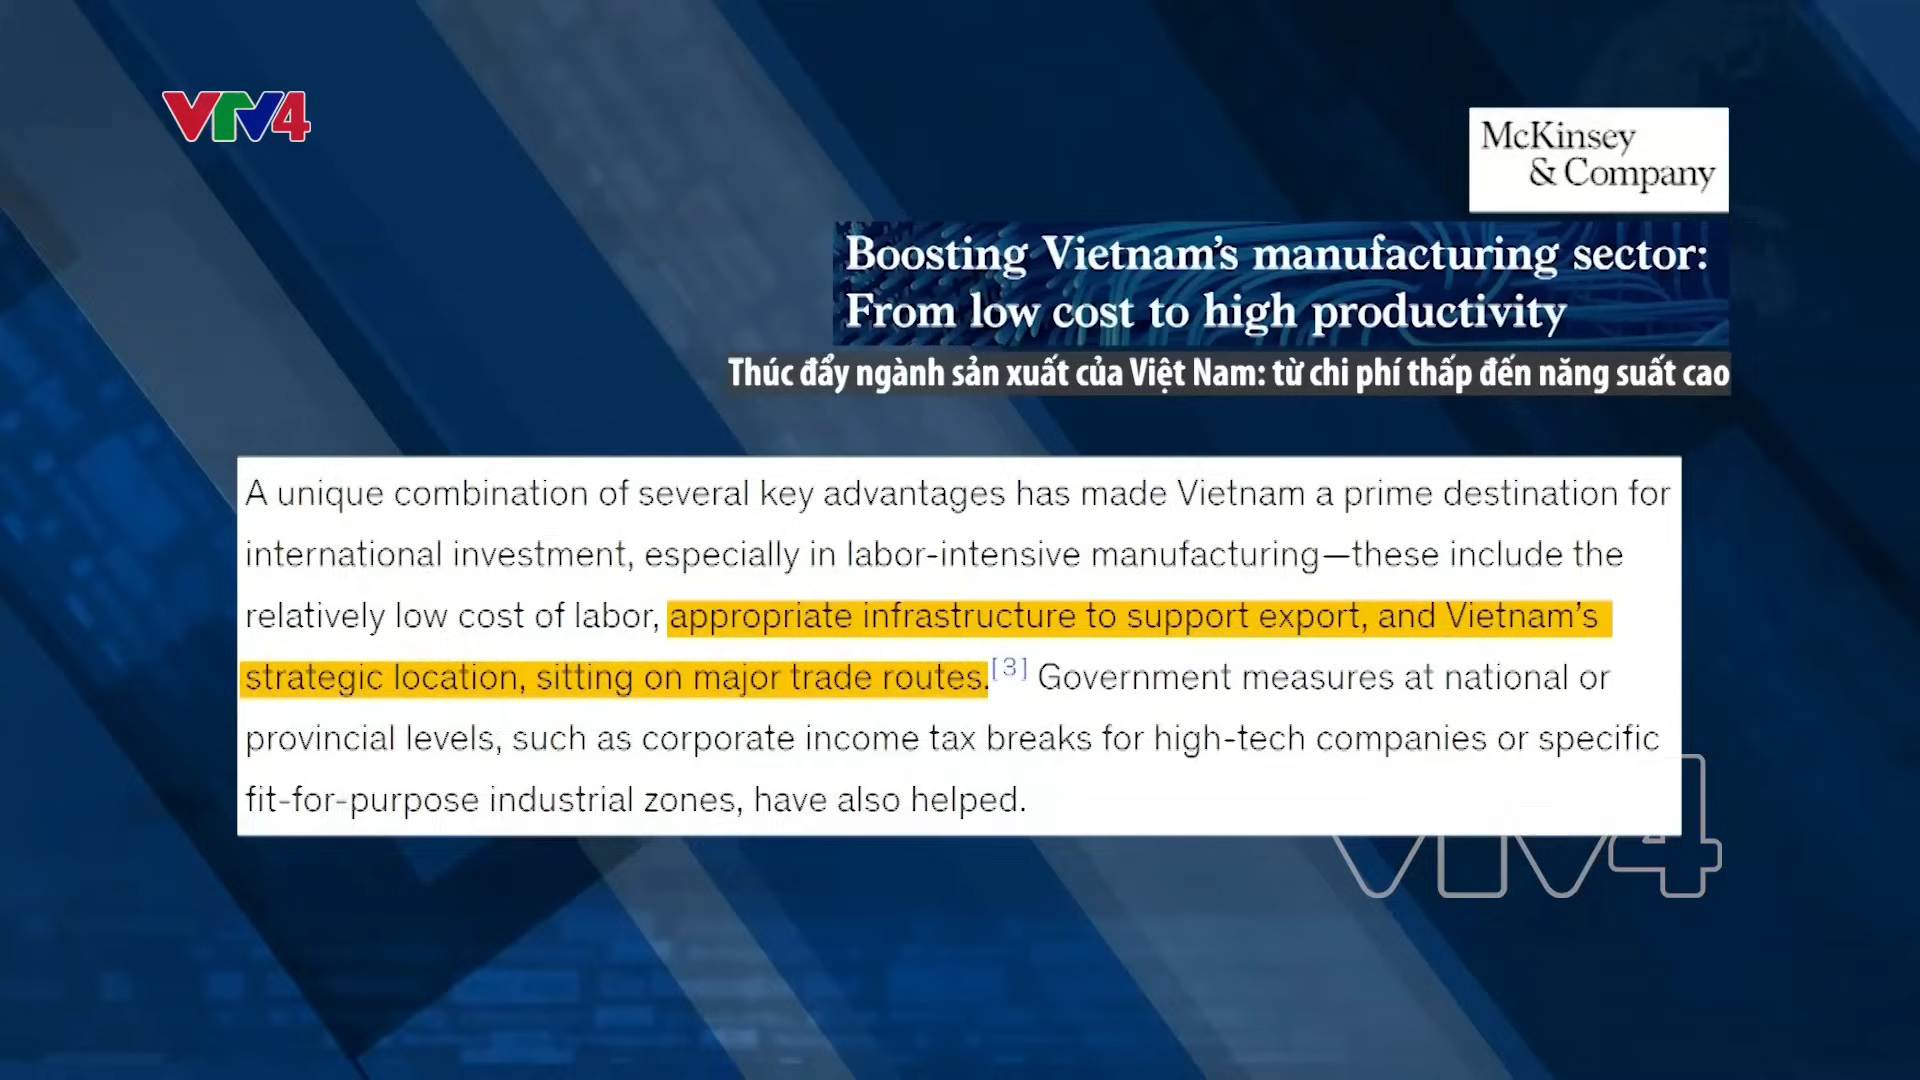 VTV4
McKinsey
& Company
Boosting Vietnam's manufacturing sector:
From low cost to high productivity
Thúc đẩy ngành sản xuất của Việt Nam: từ chi phí thấp đến năng suất cao
A unique combination of several key advantages has made Vietnam a prime destination for
international investment, especially in labor-intensive manufacturing—these include the
relatively low cost of labor, appropriate infrastructure to support export, and Vietnam's
strategic location, sitting on major trade routes.[3] Government measures at national or
provincial levels, such as corporate income tax breaks for high-tech companies or specific
fit-for-purpose industrial zones, have also helped.
VTV4